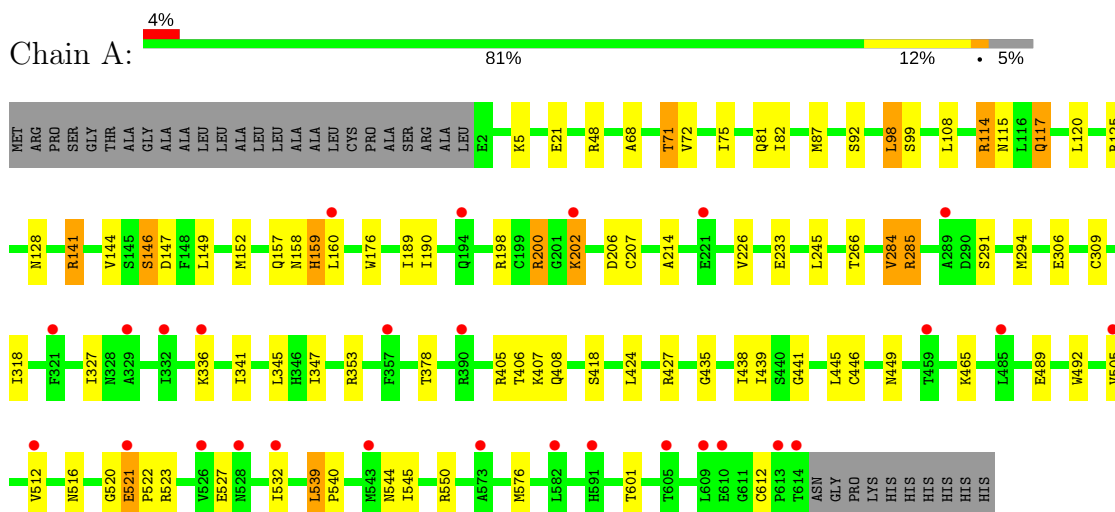 4%
Chain A:
81% 12% • 5%
MET ARG PRO SER GLY THR ALA GLY ALA ALA LEU LEU ALA LEU LEU ALA ALA LEU CYS PRO ALA SER ARG ALA LEU E2 K5 E21 R48 A68 T71 V72 I75 Q81 I82 M87 S92 L98 S99 L108 R114 N115 L116 Q117 L120
N128 R141 V144 S145 S146 D147 F148 L149 M152 Q157 N158 H159 L160 W176 I189 I190 Q194 R198 C199 R200 G201 K202 D206 C207 A214 E221 V226 E233 L245 T266 V284 R285 A289 D290 S291 M294 E306 C309
I318 F321 I327 N328 A329 I332 K336 I341 L345 H346 I347 R353 F357 T378 R390 R405 T406 K407 Q408 S418 L424 R427 G435 I438 I439 S440 G441 L445 C446 N449 T459 K465 L485 E489 W492
V512 N516 G520 E521 P522 R523 V526 E527 N528 I532 L539 P540 M543 N544 I545 R550 A573 M576 L582 H591 T601 T605 L609 E610 G611 C612 P613 T614 ASN GLY PRO LYS HIS HIS HIS HIS HIS HIS